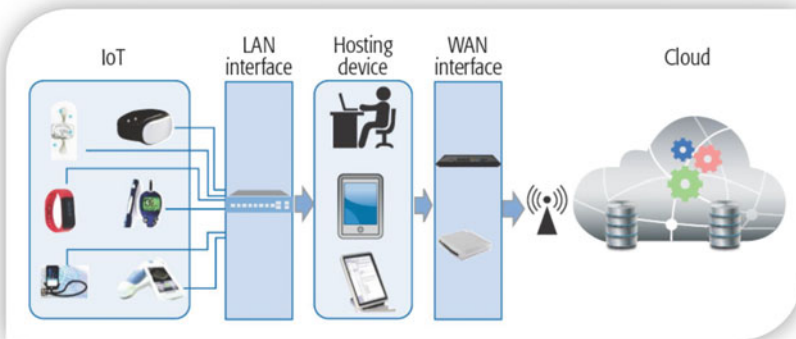 IoT
LAN
interface
Hosting
device
WAN
interface
Cloud